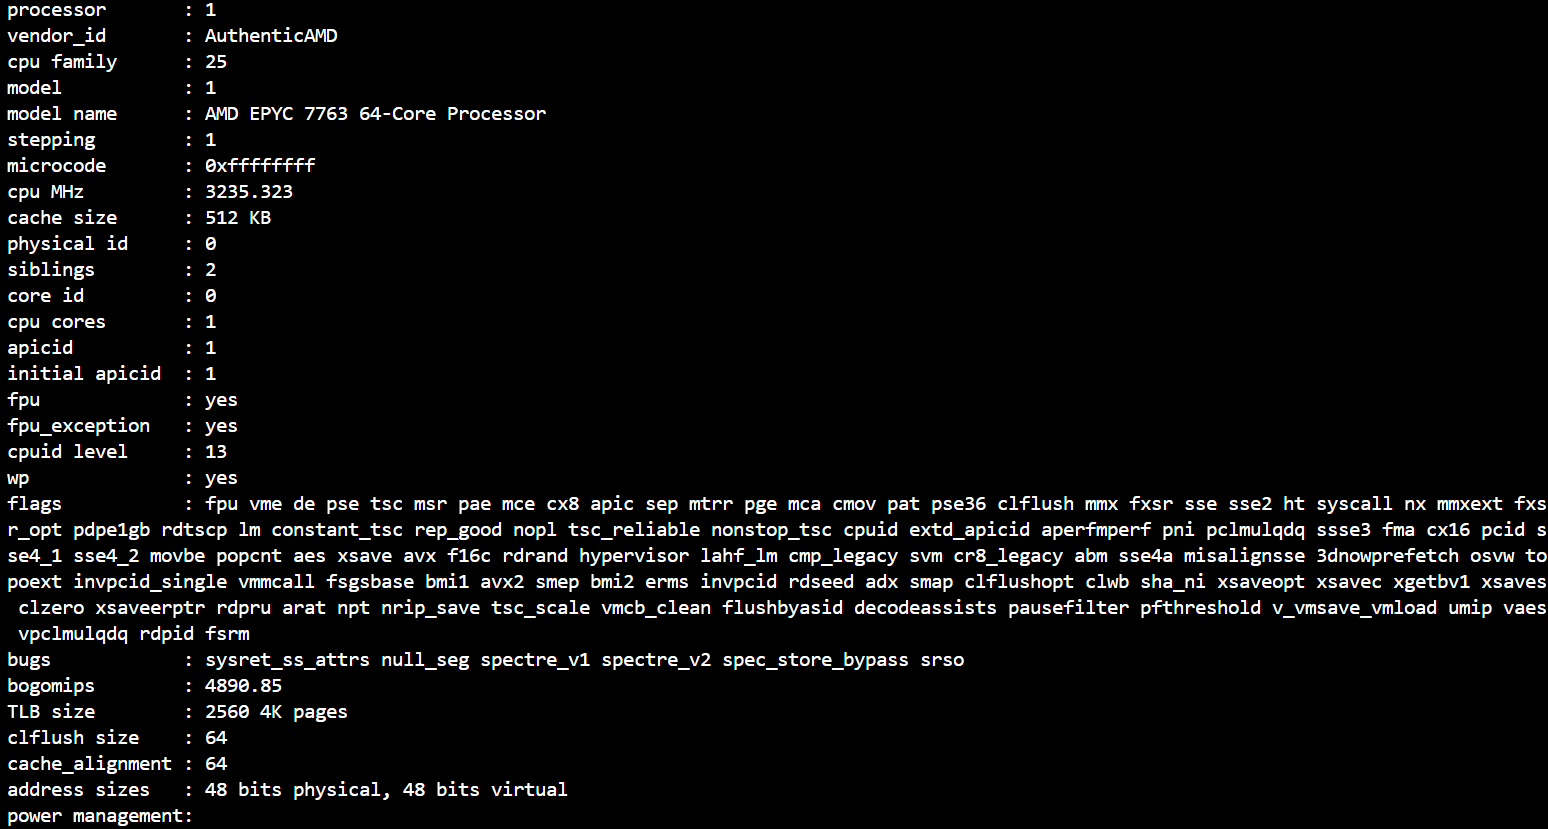 processor       : 1
vendor_id       : AuthenticAMD
cpu family      : 25
model           : 1
model name      : AMD EPYC 7763 64-Core Processor
stepping        : 1
microcode       : 0xffffffff
cpu MHz         : 3235.323
cache size      : 512 KB
physical id     : 0
siblings        : 2
core id         : 0
cpu cores       : 1
apicid          : 1
initial apicid  : 1
fpu             : yes
fpu_exception   : yes
cpuid level     : 13
wp              : yes
flags           : fpu vme de pse tsc msr pae mce cx8 apic sep mtrr pge mca cmov pat pse36 clflush mmx fxsr sse sse2 ht syscall nx mmxext fxs
r_opt pdpe1gb rdtscp lm constant_tsc rep_good nopl tsc_reliable nonstop_tsc cpuid extd_apicid aperfmperf pni pclmulqdq ssse3 fma cx16 pcid s
se4_1 sse4_2 movbe popcnt aes xsave avx f16c rdrand hypervisor lahf_lm cmp_legacy svm cr8_legacy abm sse4a misalignsse 3dnowprefetch osvw to
poext invpcid_single vmmcall fsgsbase bmi1 avx2 smep bmi2 erms invpcid rdseed adx smap clflushopt clwb sha_ni xsaveopt xsavec xgetbv1 xsaves
 clzero xsaveerptr rdpru arat npt nrip_save tsc_scale vmcb_clean flushbyasid decodeassists pausefilter pfthreshold v_vmsave_vmload umip vaes
 vpclmulqdq rdpid fsrm
bugs            : sysret_ss_attrs null_seg spectre_v1 spectre_v2 spec_store_bypass srso
bogomips        : 4890.85
TLB size        : 2560 4K pages
clflush size    : 64
cache_alignment : 64
address sizes   : 48 bits physical, 48 bits virtual
power management: